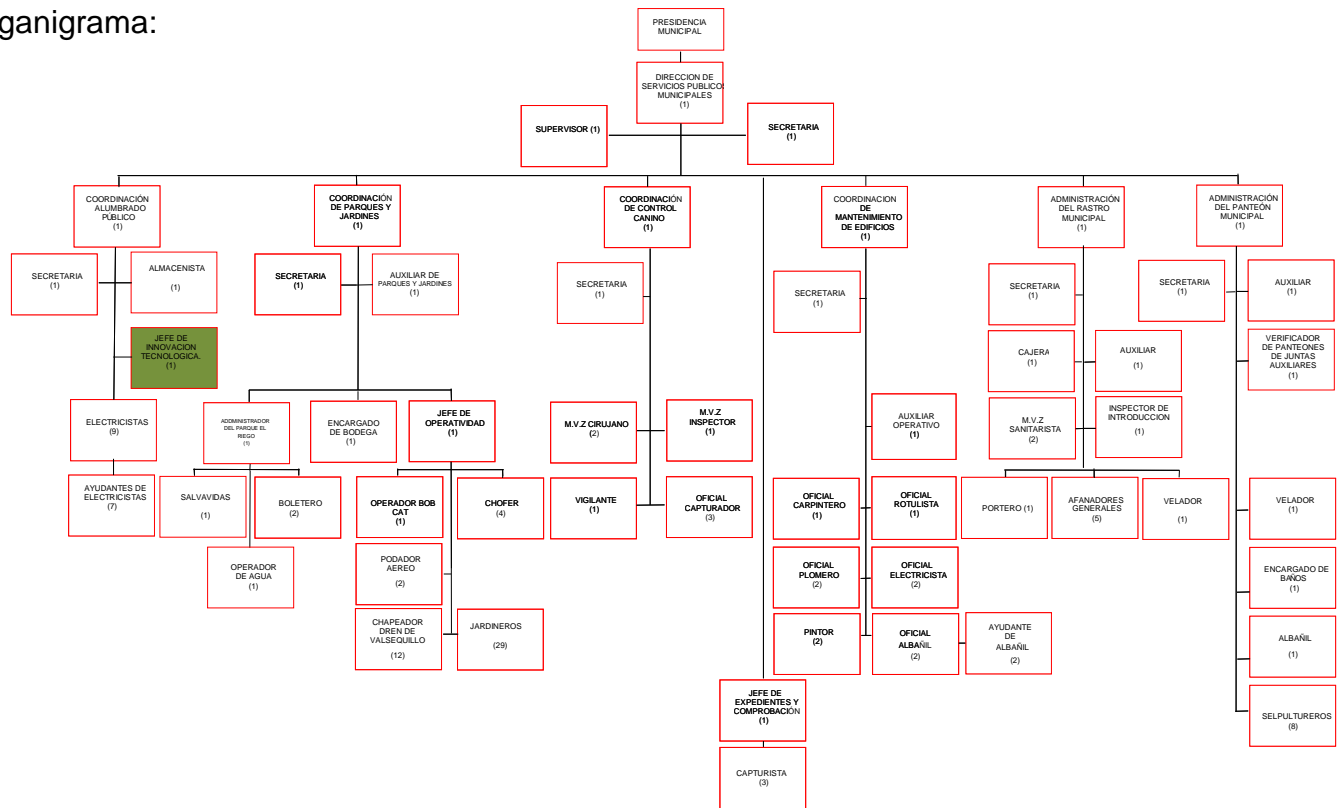 ganigrama:
PRESIDENCIA
MUNICIPAL
DIRECCION DE
SERVICIOS PUBLICOS
MUNICIPALES
(1)
SUPERVISOR (1)
SECRETARIA
(1)
COORDINACIÓN
ALUMBRADO
PÚBLICO
(1)
COORDINACIÓN
DE PARQUES Y
JARDINES
(1)
COORDINACIÓN
DE CONTROL
CANINO
(1)
COORDINACION
DE
MANTENIMIENTO
DE EDIFICIOS
(1)
ADMINISTRACIÓN
DEL RASTRO
MUNICIPAL
(1)
ADMINISTRACIÓN
DEL PANTEÓN
MUNICIPAL
(1)
SECRETARIA
(1)
ALMACENISTA
(1)
JEFE DE
INNOVACION
TECNOLOGICA.
(1)
ELECTRICISTAS
(9)
AYUDANTES DE
ELECTRICISTAS
(7)
SECRETARIA
(1)
AUXILIAR DE
PARQUES Y JARDINES
(1)
ADDMINISTRADOR
DEL PARQUE EL
RIEGO
(1)
ENCARGADO
DE BODEGA
(1)
JEFE DE
OPERATIVIDAD
(1)
SALVAVIDAS
(1)
BOLETERO
(2)
OPERADOR
DE AGUA
(1)
OPERADOR BOB
CAT
(1)
CHOFER
(4)
PODADOR
AEREO
(2)
CHAPEADOR
DREN DE
VALSEQUILLO
(12)
JARDINEROS
(29)
SECRETARIA
(1)
M.V.Z CIRUJANO
(2)
M.V.Z
INSPECTOR
(1)
VIGILANTE
(1)
OFICIAL
CAPTURADOR
(3)
JEFE DE
EXPEDIENTES Y
COMPROBACIÓN
(1)
CAPTURISTA
(3)
SECRETARIA
(1)
AUXILIAR
OPERATIVO
(1)
OFICIAL
CARPINTERO
(1)
OFICIAL
ROTULISTA
(1)
OFICIAL
PLOMERO
(2)
OFICIAL
ELECTRICISTA
(2)
PINTOR
(2)
OFICIAL
ALBAÑIL
(2)
AYUDANTE
DE
ALBAÑIL
(2)
SECRETARIA
(1)
CAJERA
(1)
AUXILIAR
(1)
M.V.Z
SANITARISTA
(2)
INSPECTOR DE
INTRODUCCION
(1)
PORTERO (1)
AFANADORES
GENERALES
(5)
VELADOR
(1)
SECRETARIA
(1)
AUXILIAR
(1)
VERIFICADOR
DE PANTEONES
DE JUNTAS
AUXILIARES
(1)
VELADOR
(1)
ENCARGADO DE
BAÑOS
(1)
ALBAÑIL
(1)
SELPULTUREROS
(8)